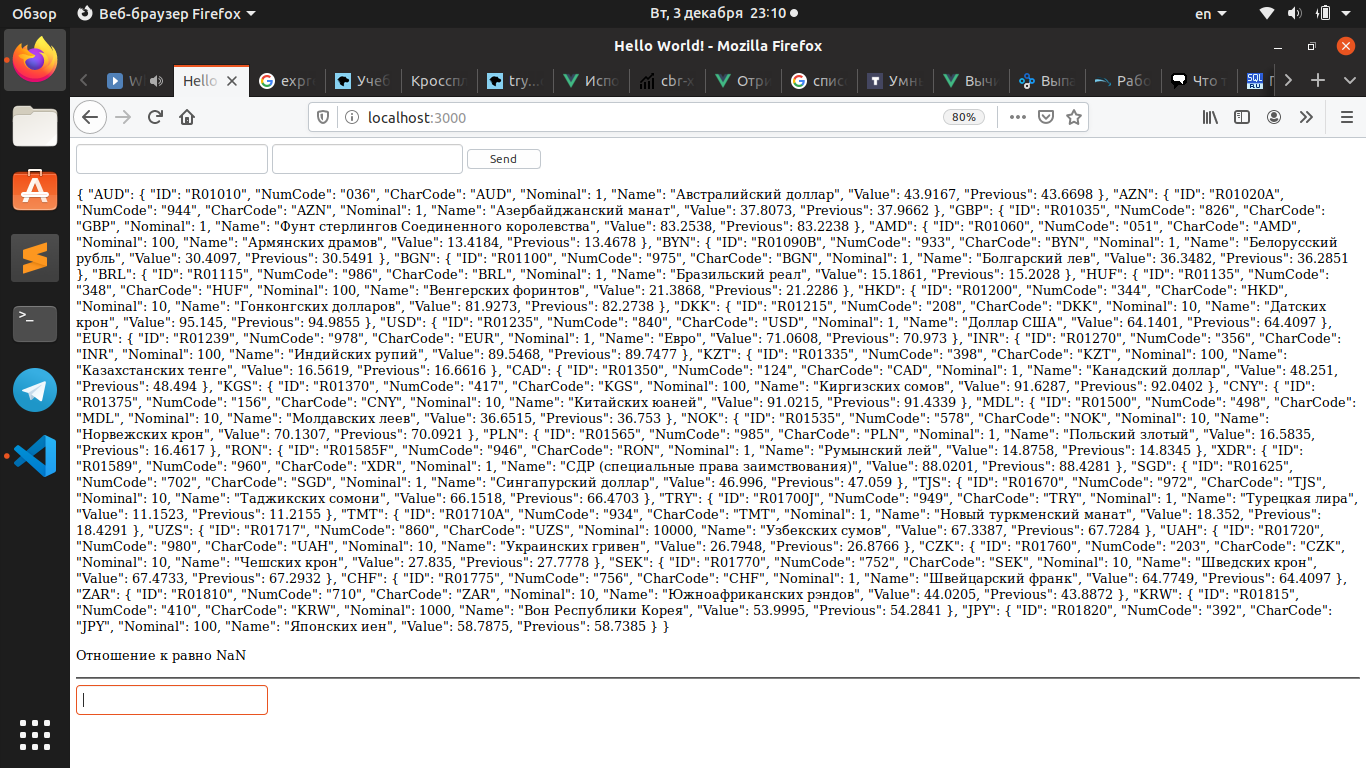 Обзор Веб-браузер Firefox Вт, 3 декабря 23:10 en
Hello World! - Mozilla Firefox
Hello expr Учеб Кросспл try... Испо cbr-x Отри спис Умн Вычи Выпа Рабо Что т SQL RU
localhost:3000 80%
Send
{ "AUD": { "ID": "R01010", "NumCode": "036", "CharCode": "AUD", "Nominal": 1, "Name": "Австралийский доллар", "Value": 43.9167, "Previous": 43.6698 }, "AZN": { "ID": "R01020A",
"NumCode": "944", "CharCode": "AZN", "Nominal": 1, "Name": "Азербайджанский манат", "Value": 37.8073, "Previous": 37.9662 }, "GBP": { "ID": "R01035", "NumCode": "826", "CharCode":
"GBP", "Nominal": 1, "Name": "Фунт стерлингов Соединенного королевства", "Value": 83.2538, "Previous": 83.2238 }, "AMD": { "ID": "R01060", "NumCode": "051", "CharCode": "AMD",
"Nominal": 100, "Name": "Армянских драмов", "Value": 13.4184, "Previous": 13.4678 }, "BYN": { "ID": "R01090B", "NumCode": "933", "CharCode": "BYN", "Nominal": 1, "Name": "Белорусский
рубль", "Value": 30.4097, "Previous": 30.5491 }, "BGN": { "ID": "R01100", "NumCode": "975", "CharCode": "BGN", "Nominal": 1, "Name": "Болгарский лев", "Value": 36.3482, "Previous": 36.2851
}, "BRL": { "ID": "R01115", "NumCode": "986", "CharCode": "BRL", "Nominal": 1, "Name": "Бразильский реал", "Value": 15.1861, "Previous": 15.2028 }, "HUF": { "ID": "R01135", "NumCode":
"348", "CharCode": "HUF", "Nominal": 100, "Name": "Венгерских форинтов", "Value": 21.3868, "Previous": 21.2286 }, "HKD": { "ID": "R01200", "NumCode": "344", "CharCode": "HKD",
"Nominal": 10, "Name": "Гонконгских долларов", "Value": 81.9273, "Previous": 82.2738 }, "DKK": { "ID": "R01215", "NumCode": "208", "CharCode": "DKK", "Nominal": 10, "Name": "Датских
крон", "Value": 95.145, "Previous": 94.9855 }, "USD": { "ID": "R01235", "NumCode": "840", "CharCode": "USD", "Nominal": 1, "Name": "Доллар США", "Value": 64.1401, "Previous": 64.4097 },
"EUR": { "ID": "R01239", "NumCode": "978", "CharCode": "EUR", "Nominal": 1, "Name": "Евро", "Value": 71.0608, "Previous": 70.973 }, "INR": { "ID": "R01270", "NumCode": "356", "CharCode":
"INR", "Nominal": 100, "Name": "Индийских рупий", "Value": 89.5468, "Previous": 89.7477 }, "KZT": { "ID": "R01335", "NumCode": "398", "CharCode": "KZT", "Nominal": 100, "Name":
"Казахстанских тенге", "Value": 16.5619, "Previous": 16.6616 }, "CAD": { "ID": "R01350", "NumCode": "124", "CharCode": "CAD", "Nominal": 1, "Name": "Канадский доллар", "Value": 48.251,
"Previous": 48.494 }, "KGS": { "ID": "R01370", "NumCode": "417", "CharCode": "KGS", "Nominal": 100, "Name": "Киргизских сомов", "Value": 91.6287, "Previous": 92.0402 }, "CNY": { "ID":
"R01375", "NumCode": "156", "CharCode": "CNY", "Nominal": 10, "Name": "Китайских юаней", "Value": 91.0215, "Previous": 91.4339 }, "MDL": { "ID": "R01500", "NumCode": "498", "CharCode":
"MDL", "Nominal": 10, "Name": "Молдавских леев", "Value": 36.6515, "Previous": 36.753 }, "NOK": { "ID": "R01535", "NumCode": "578", "CharCode": "NOK", "Nominal": 10, "Name":
"Норвежских крон", "Value": 70.1307, "Previous": 70.0921 }, "PLN": { "ID": "R01565", "NumCode": "985", "CharCode": "PLN", "Nominal": 1, "Name": "Польский злотый", "Value": 16.5835,
"Previous": 16.4617 }, "RON": { "ID": "R01585F", "NumCode": "946", "CharCode": "RON", "Nominal": 1, "Name": "Румынский лей", "Value": 14.8758, "Previous": 14.8345 }, "XDR": { "ID":
"R01589", "NumCode": "960", "CharCode": "XDR", "Nominal": 1, "Name": "СДР (специальные права заимствования)", "Value": 88.0201, "Previous": 88.4281 }, "SGD": { "ID": "R01625",
"NumCode": "702", "CharCode": "SGD", "Nominal": 1, "Name": "Сингапурский доллар", "Value": 46.996, "Previous": 47.059 }, "TJS": { "ID": "R01670", "NumCode": "972", "CharCode": "TJS",
"Nominal": 10, "Name": "Таджикских сомони", "Value": 66.1518, "Previous": 66.4703 }, "TRY": { "ID": "R01700J", "NumCode": "949", "CharCode": "TRY", "Nominal": 1, "Name": "Турецкая лира",
"Value": 11.1523, "Previous": 11.2155 }, "TMT": { "ID": "R01710A", "NumCode": "934", "CharCode": "TMT", "Nominal": 1, "Name": "Новый туркменский манат", "Value": 18.352, "Previous":
18.4291 }, "UZS": { "ID": "R01717", "NumCode": "860", "CharCode": "UZS", "Nominal": 10000, "Name": "Узбекских сумов", "Value": 67.3387, "Previous": 67.7284 }, "UAH": { "ID": "R01720",
"NumCode": "980", "CharCode": "UAH", "Nominal": 10, "Name": "Украинских гривен", "Value": 26.7948, "Previous": 26.8766 }, "CZK": { "ID": "R01760", "NumCode": "203", "CharCode": "CZK",
"Nominal": 10, "Name": "Чешских крон", "Value": 27.835, "Previous": 27.7778 }, "SEK": { "ID": "R01770", "NumCode": "752", "CharCode": "SEK", "Nominal": 10, "Name": "Шведских крон",
"Value": 67.4733, "Previous": 67.2932 }, "CHF": { "ID": "R01775", "NumCode": "756", "CharCode": "CHF", "Nominal": 1, "Name": "Швейцарский франк", "Value": 64.7749, "Previous": 64.4097 },
"ZAR": { "ID": "R01810", "NumCode": "710", "CharCode": "ZAR", "Nominal": 10, "Name": "Южноафриканских рэндов", "Value": 44.0205, "Previous": 43.8872 }, "KRW": { "ID": "R01815",
"NumCode": "410", "CharCode": "KRW", "Nominal": 1000, "Name": "Вон Республики Корея", "Value": 53.9995, "Previous": 54.2841 }, "JPY": { "ID": "R01820", "NumCode": "392", "CharCode":
"JPY", "Nominal": 100, "Name": "Японских иен", "Value": 58.7875, "Previous": 58.7385 } }
Отношение к равно NaN